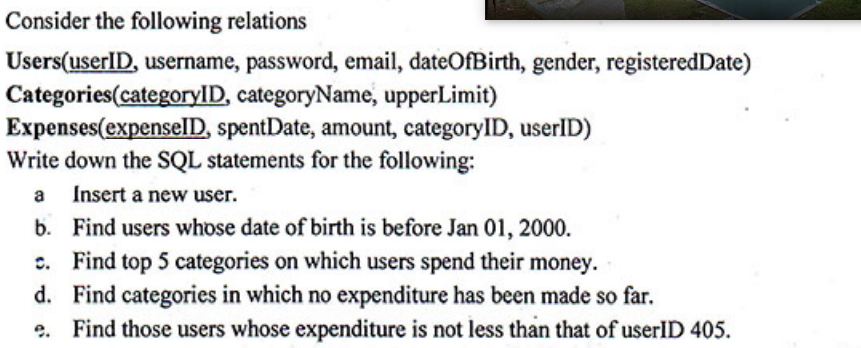 Consider the following relations
Users(userID, username, password, email, dateOfBirth, gender, registeredDate)
Categories(categoryID, categoryName, upperLimit)
Expenses(expenseID, spentDate, amount, categoryID, userID)
Write down the SQL statements for the following:
a Insert a new user.
b. Find users whose date of birth is before Jan 01, 2000.
c. Find top 5 categories on which users spend their money.
d. Find categories in which no expenditure has been made so far.
e. Find those users whose expenditure is not less than that of userID 405.